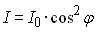 I = I₀ · cos² φ